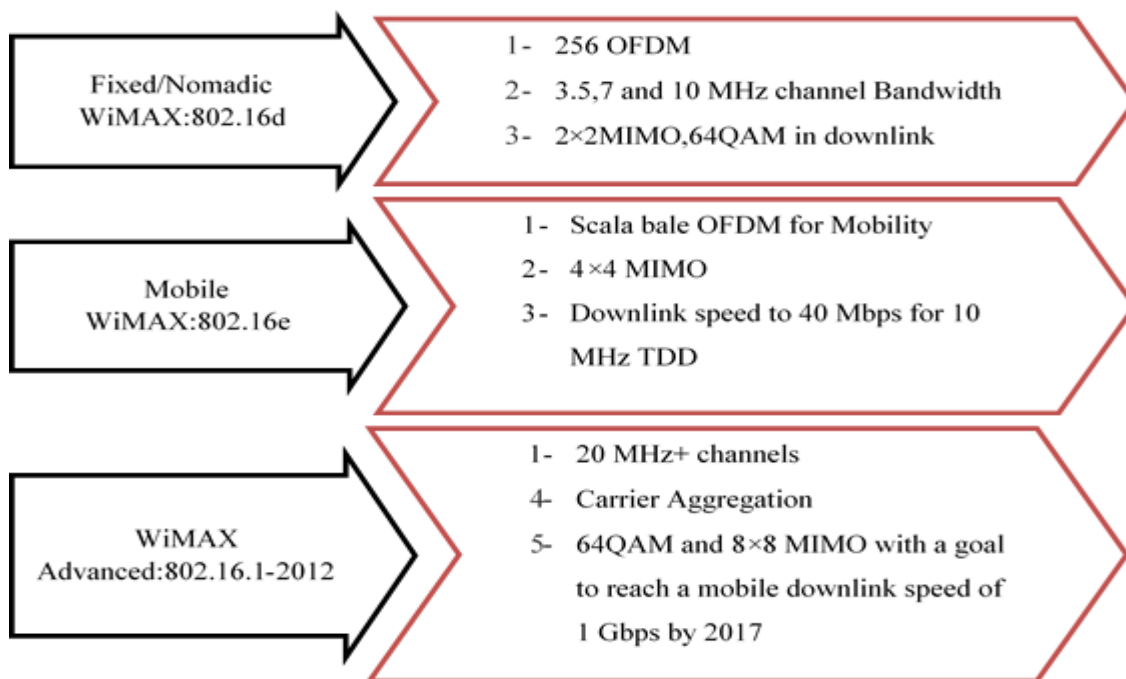 Fixed/Nomadic
WiMAX:802.16d
1- 256 OFDM
2- 3.5,7 and 10 MHz channel Bandwidth
3- 2×2MIMO,64QAM in downlink
Mobile
WiMAX:802.16e
1- Scala bale OFDM for Mobility
2- 4×4 MIMO
3- Downlink speed to 40 Mbps for 10
MHz TDD
WiMAX
Advanced:802.16.1-2012
1- 20 MHz+ channels
4- Carrier Aggregation
5- 64QAM and 8×8 MIMO with a goal
to reach a mobile downlink speed of
1 Gbps by 2017